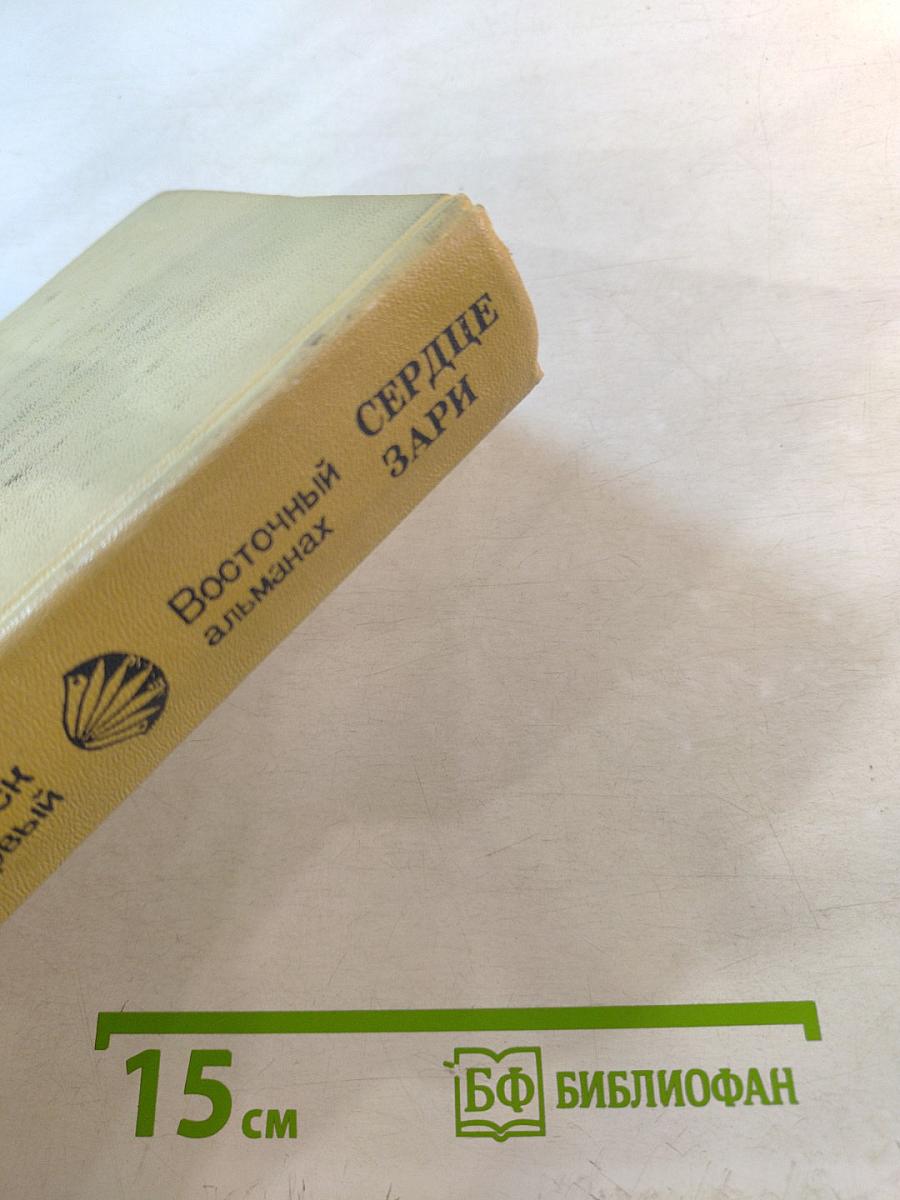 СЕРДЦЕ
ЗАРИ
Восточный
альманах
15 см
БФ БИБЛИОФАН